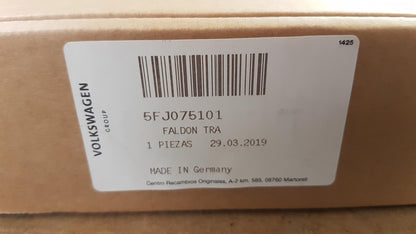 1425
VOLKSWAGEN
GROUP
5FJ075101
FALDON TRA
1 PIEZAS 29.03.2019
MADE IN Germany
Centro Recambios Originales, A-2 km. 585, 08760 Martorell